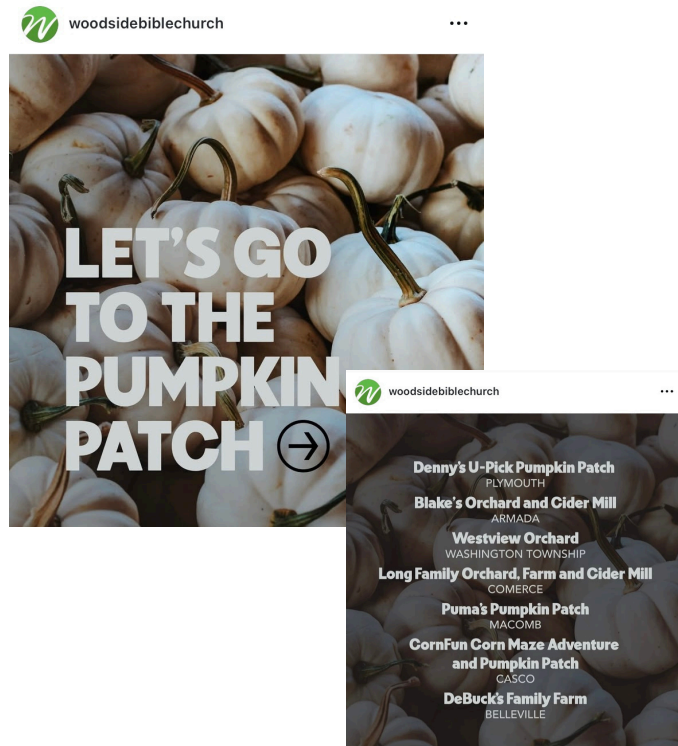 woodsidebiblechurch
LET'S GO
TO THE
PUMPKIN
PATCH
woodsidebiblechurch
Denny's U-Pick Pumpkin Patch
PLYMOUTH
Blake's Orchard and Cider Mill
ARMADA
Westview Orchard
WASHINGTON TOWNSHIP
Long Family Orchard, Farm and Cider Mill
COMERCE
Puma's Pumpkin Patch
MACOMB
CornFun Corn Maze Adventure
and Pumpkin Patch
CASCO
DeBuck's Family Farm
BELLEVILLE